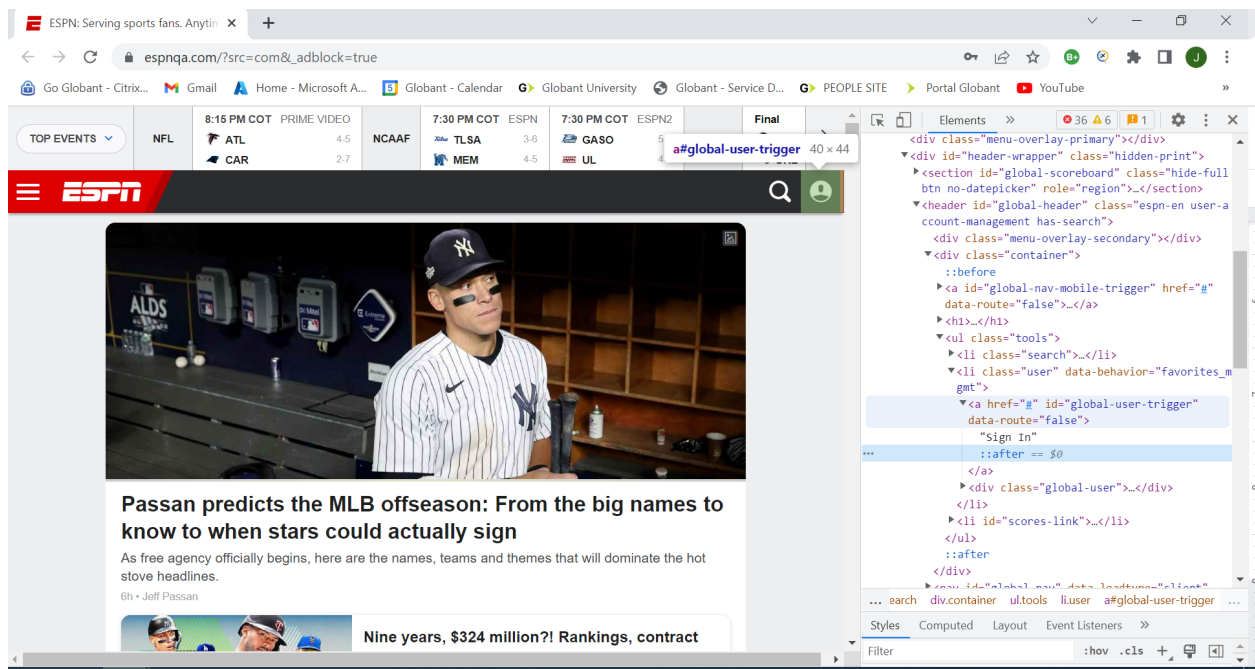 ESPN: Serving sports fans. Anytin
espnqa.com/?src=com&_adblock=true
B+
J
Go Globant - Citrix...
Gmail
Home - Microsoft A...
Globant - Calendar
Globant University
Globant - Service D...
PEOPLE SITE
Portal Globant
YouTube
»
TOP EVENTS
NFL
8:15 PM COT PRIME VIDEO
ATL 4-5
CAR 2-7
NCAAF
7:30 PM COT ESPN
TLSA 3-6
MEM 4-5
7:30 PM COT ESPN2
GASO
UL
Final
a#global-user-trigger 40 × 44
ESPN
ALDS
Passan predicts the MLB offseason: From the big names to
know to when stars could actually sign
As free agency officially begins, here are the names, teams and themes that will dominate the hot
stove headlines.
6h • Jeff Passan
Nine years, $324 million?! Rankings, contract
Elements » 36 6 1
<div class="menu-overlay-primary"></div>
<div id="header-wrapper" class="hidden-print">
<section id="global-scoreboard" class="hide-full
btn no-datepicker" role="region">…</section>
<header id="global-header" class="espn-en user-a
ccount-management has-search">
<div class="menu-overlay-secondary"></div>
<div class="container">
::before
<a id="global-nav-mobile-trigger" href="#"
data-route="false">…</a>
<h1>…</h1>
<ul class="tools">
<li class="search">…</li>
<li class="user" data-behavior="favorites_m
gmt">
<a href="#" id="global-user-trigger"
data-route="false">
"Sign In"
::after == $0
</a>
<div class="global-user">…</div>
</li>
<li id="scores-link">…</li>
</ul>
::after
</div>
<nav id="global-nav" data-loadtype="client"
... earch div.container ul.tools li.user a#global-user-trigger ...
Styles Computed Layout Event Listeners »
Filter :hov .cls +